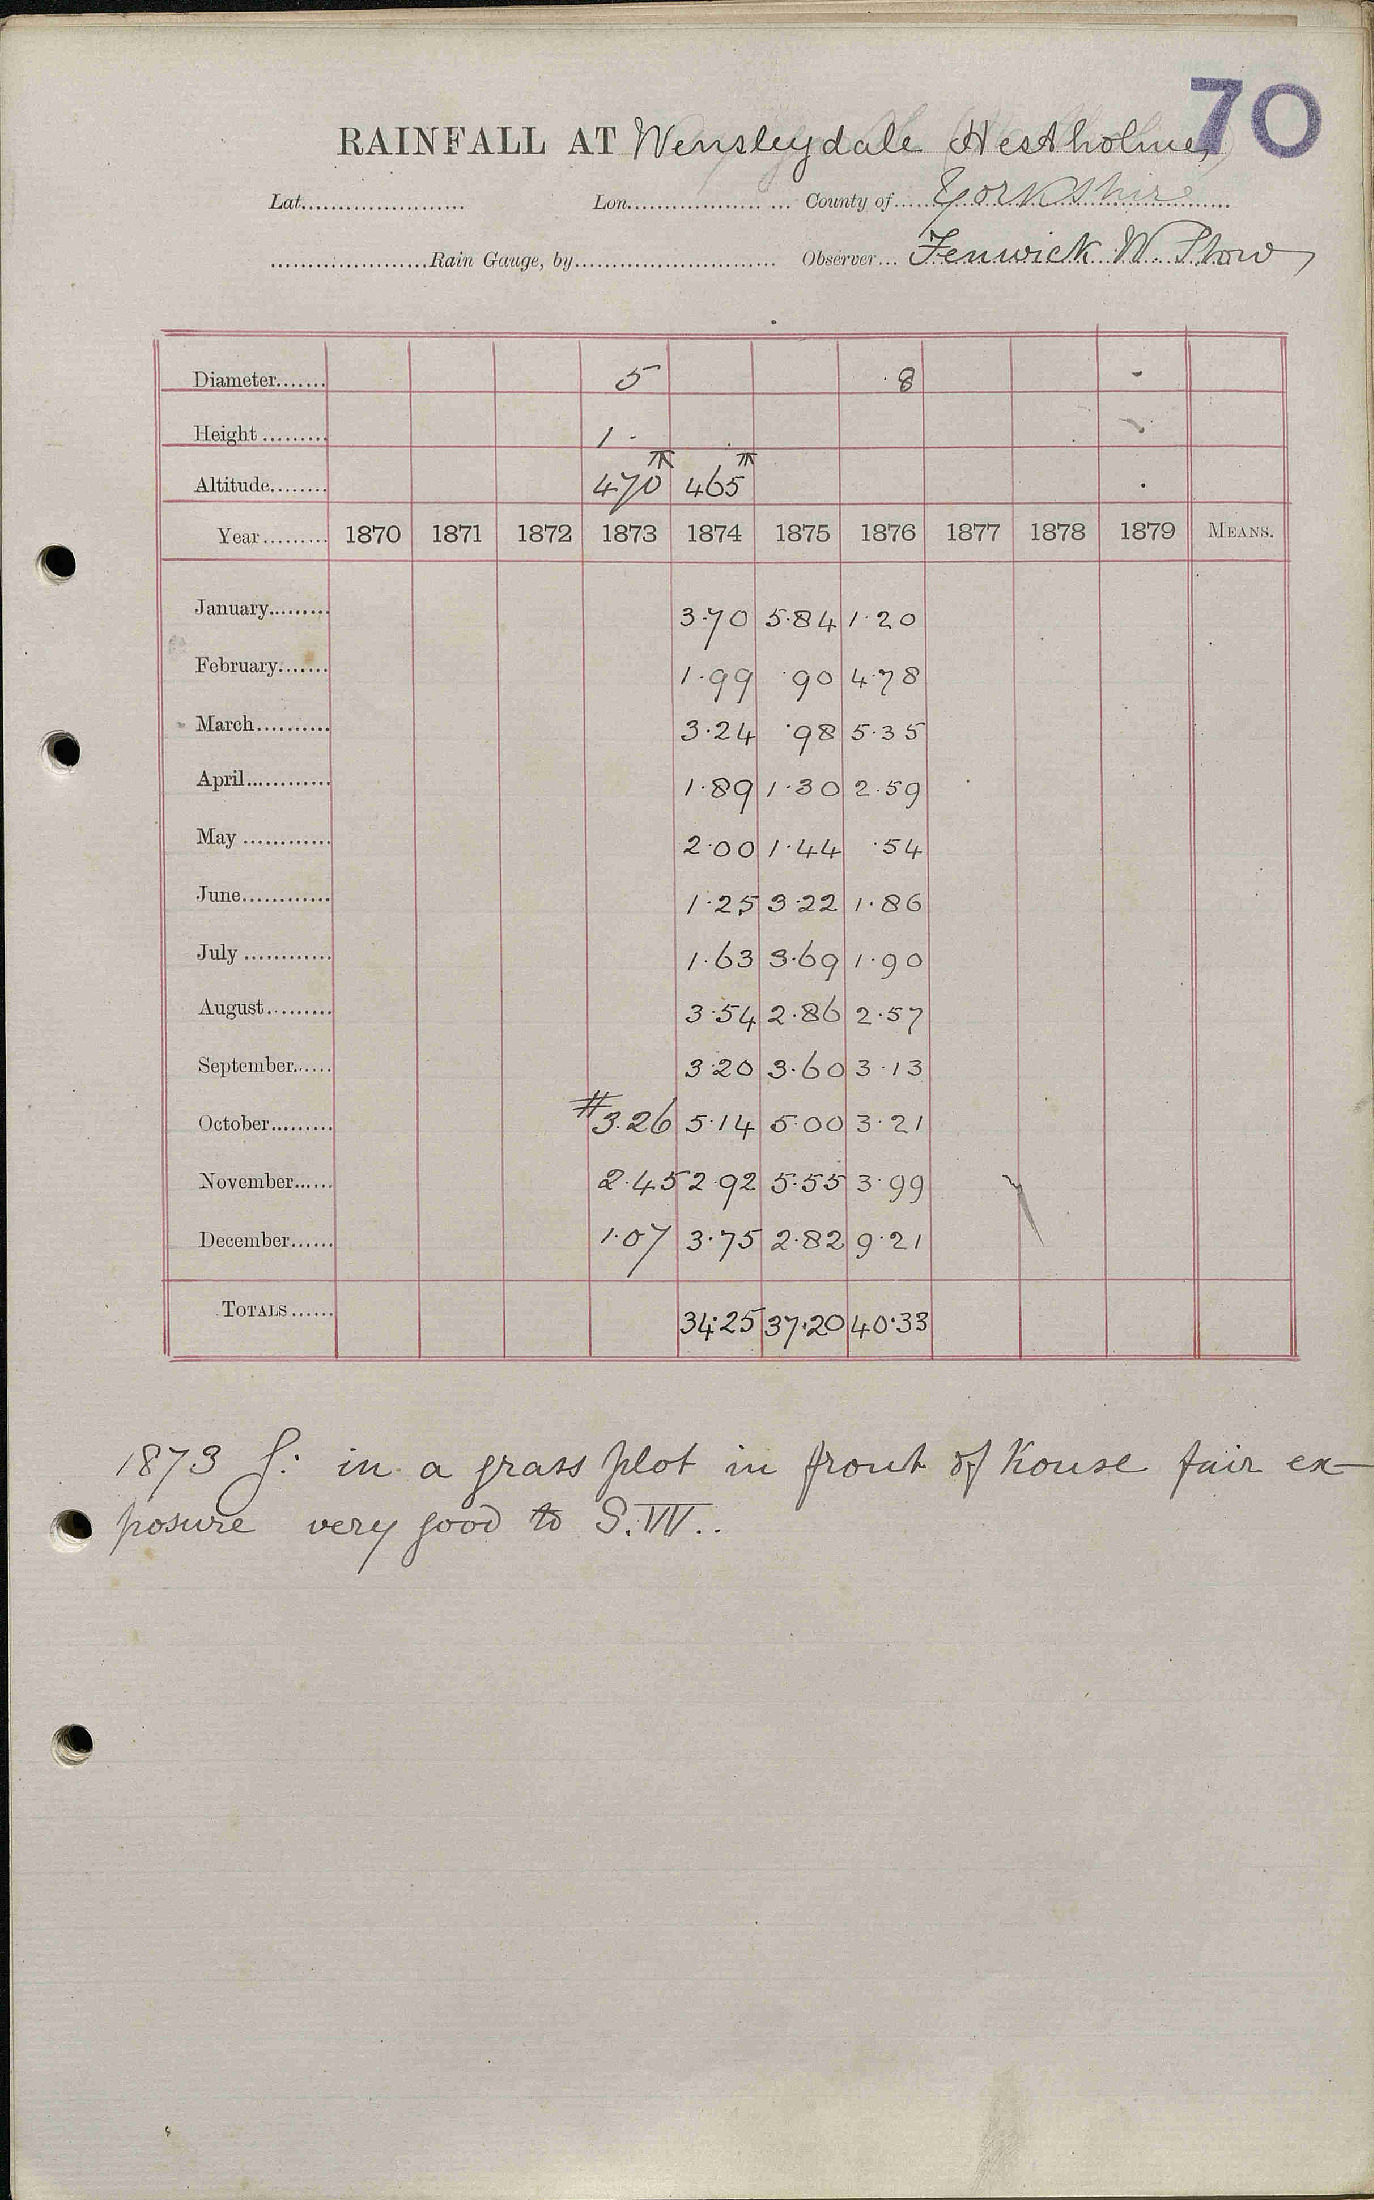 70
RAINFALL AT Wensleydale (Hestholme)
Lat...................... Lon...................... County of..... Yorkshire
......................Rain Gauge, by............................ Observer... Fenwick W. Stow
Diameter....... 5 8 -
Height ......... 1 -
Altitude........ 470 465
Year......... 1870 1871 1872 1873 1874 1875 1876 1877 1878 1879 MEANS.
January......... 3.70 5.84 1.20
February....... 1.99 .90 4.78
March.......... 3.24 .98 5.35
April............ 1.89 1.30 2.59
May ............ 2.00 1.44 .54
June............ 1.25 3.22 1.86
July ............ 1.63 3.69 1.90
August......... 3.54 2.86 2.57
September...... 3.20 3.60 3.13
October......... #3.26 5.14 5.00 3.21
November...... 2.45 2.92 5.55 3.99
December...... 1.07 3.75 2.82 9.21
TOTALS...... 34.25 37.20 40.33
1873 G: in a grass plot in front of house fair ex-
posure very good to S.W..